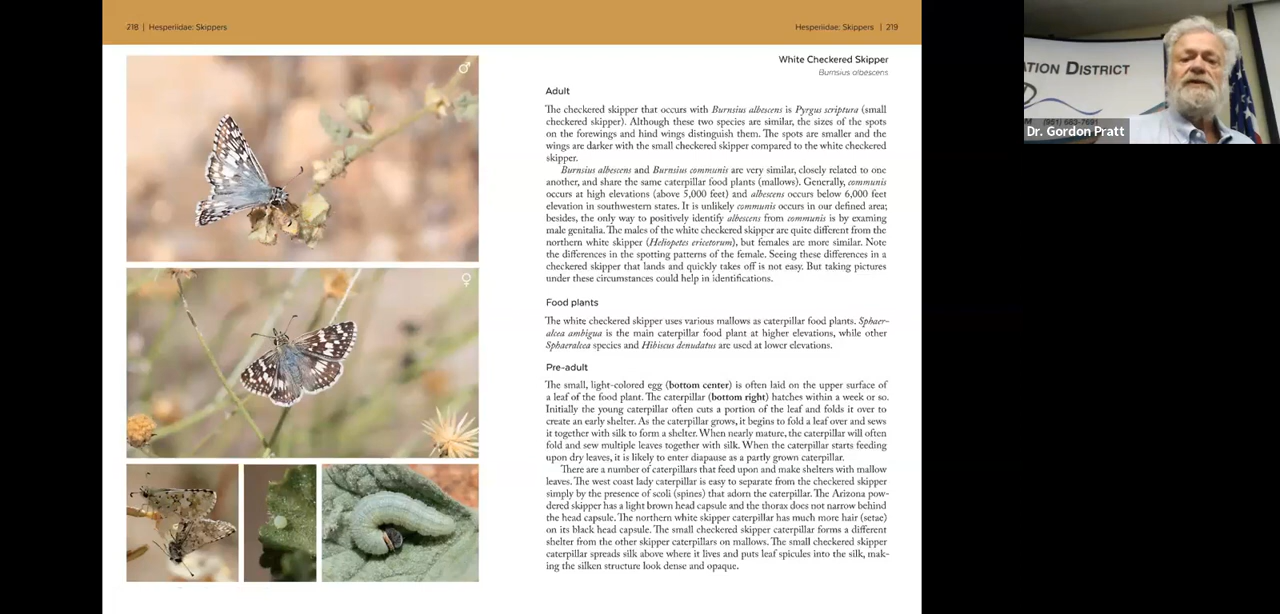 218 | Hesperiidae: Skippers
Hesperiidae: Skippers | 219
♂
♀
White Checkered Skipper
Burnsius albescens
Adult
The checkered skipper that occurs with Burnsius albescens is Pyrgus scriptura (small
checkered skipper). Although these two species are similar, the sizes of the spots
on the forewings and hind wings distinguish them. The spots are smaller and the
wings are darker with the small checkered skipper compared to the white checkered
skipper.
Burnsius albescens and Burnsius communis are very similar, closely related to one
another, and share the same caterpillar food plants (mallows). Generally, communis
occurs at high elevations (above 5,000 feet) and albescens occurs below 6,000 feet
elevation in southwestern states. It is unlikely communis occurs in our defined area;
besides, the only way to positively identify albescens from communis is by examing
male genitalia. The males of the white checkered skipper are quite different from the
northern white skipper (Heliopetes ericetorum), but females are more similar. Note
the differences in the spotting patterns of the female. Seeing these differences in a
checkered skipper that lands and quickly takes off is not easy. But taking pictures
under these circumstances could help in identifications.
Food plants
The white checkered skipper uses various mallows as caterpillar food plants. Sphaer-
alcea ambigua is the main caterpillar food plant at higher elevations, while other
Sphaeralcea species and Hibiscus denudatus are used at lower elevations.
Pre-adult
The small, light-colored egg (bottom center) is often laid on the upper surface of
a leaf of the food plant. The caterpillar (bottom right) hatches within a week or so.
Initially the young caterpillar often cuts a portion of the leaf and folds it over to
create an early shelter. As the caterpillar grows, it begins to fold a leaf over and sews
it together with silk to form a shelter. When nearly mature, the caterpillar will often
fold and sew multiple leaves together with silk. When the caterpillar starts feeding
upon dry leaves, it is likely to enter diapause as a partly grown caterpillar.
There are a number of caterpillars that feed upon and make shelters with mallow
leaves. The west coast lady caterpillar is easy to separate from the checkered skipper
simply by the presence of scoli (spines) that adorn the caterpillar. The Arizona pow-
dered skipper has a light brown head capsule and the thorax does not narrow behind
the head capsule. The northern white skipper caterpillar has much more hair (setae)
on its black head capsule. The small checkered skipper caterpillar forms a different
shelter from the other skipper caterpillars on mallows. The small checkered skipper
caterpillar spreads silk above where it lives and puts leaf spicules into the silk, mak-
ing the silken structure look dense and opaque.
TION DISTRICT
(951) 683-7691
Dr. Gordon Pratt